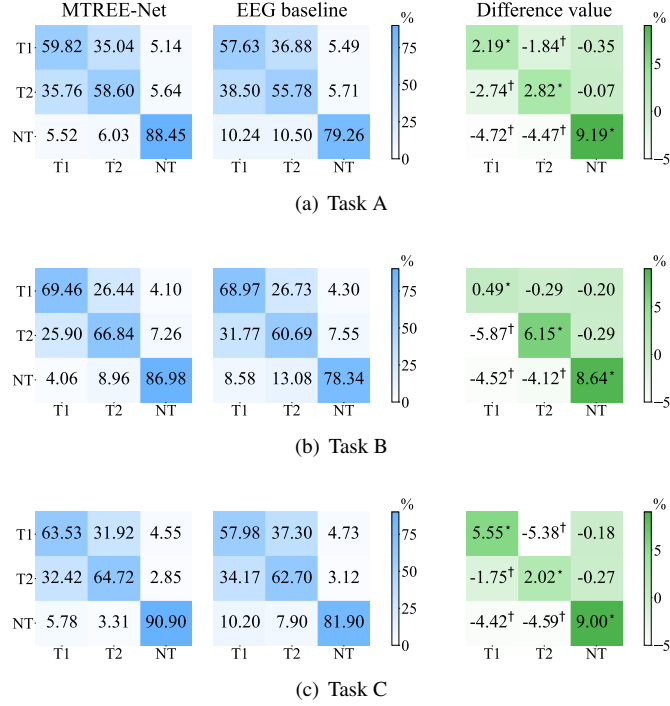 MTREE-Net EEG baseline Difference value
% % 
T1 59.82 35.04 5.14 57.63 36.88 5.49 75 2.19* -1.84† -0.35 5
T2 35.76 58.60 5.64 38.50 55.78 5.71 50 -2.74† 2.82* -0.07
25 0
NT 5.52 6.03 88.45 10.24 10.50 79.26 0 -4.72† -4.47† 9.19* -5
T1 T2 NT T1 T2 NT T1 T2 NT
(a) Task A
% %
T1 69.46 26.44 4.10 68.97 26.73 4.30 75 0.49* -0.29 -0.20 5
T2 25.90 66.84 7.26 31.77 60.69 7.55 50 -5.87† 6.15* -0.29
25 0
NT 4.06 8.96 86.98 8.58 13.08 78.34 0 -4.52† -4.12† 8.64* -5
T1 T2 NT T1 T2 NT T1 T2 NT
(b) Task B
% %
T1 63.53 31.92 4.55 57.98 37.30 4.73 75 5.55* -5.38† -0.18 5
T2 32.42 64.72 2.85 34.17 62.70 3.12 50 -1.75† 2.02* -0.27
25 0
NT 5.78 3.31 90.90 10.20 7.90 81.90 0 -4.42† -4.59† 9.00* -5
T1 T2 NT T1 T2 NT T1 T2 NT
(c) Task C